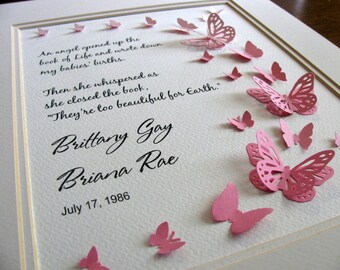 An angel opened up the
book of Life and wrote down
my babies' births.
Then she whispered as
she closed the book,
"They're too beautiful for Earth."
Brittany Gay
Briana Rae
July 17, 1986